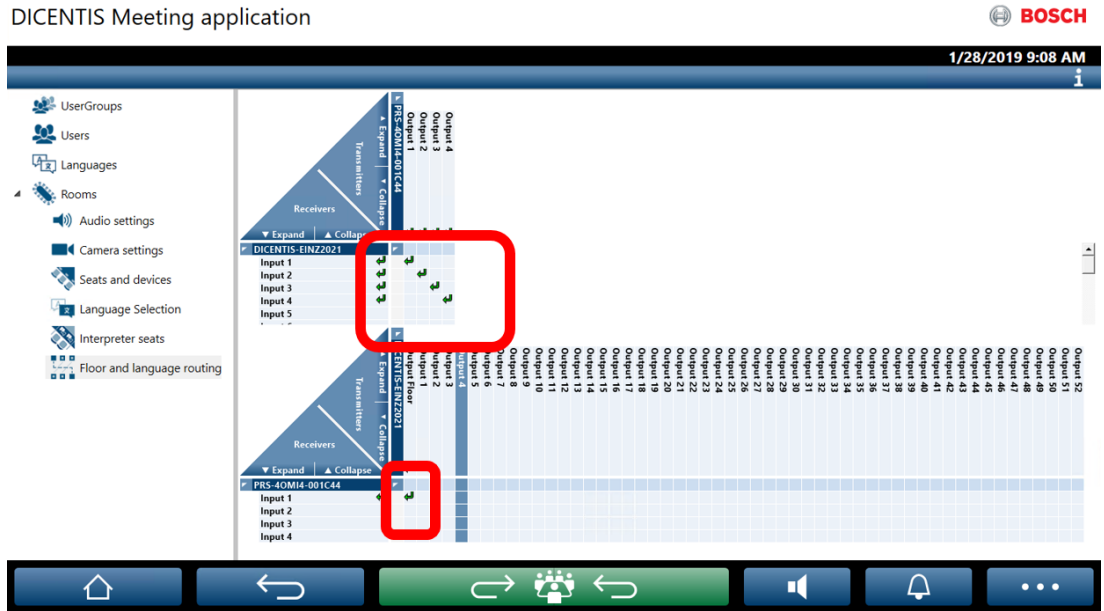 DICENTIS Meeting application
BOSCH
1/28/2019 9:08 AM
UserGroups
Users
Languages
Rooms
Audio settings
Camera settings
Seats and devices
Language Selection
Interpreter seats
Floor and language routing
Transmitters
Receivers
▲ Expand
▼ Collapse
▼ Expand
▲ Collapse
PRS-4OMI4-001C44
Output 1
Output 2
Output 3
Output 4
DICENTIS-EINZ2021
Input 1
Input 2
Input 3
Input 4
Input 5
Transmitters
Receivers
▲ Expand
▼ Collapse
▼ Expand
▲ Collapse
DICENTIS-EINZ2021
Output Floor
Output 1
Output 2
Output 3
Output 4
Output 5
Output 6
Output 7
Output 8
Output 9
Output 10
Output 11
Output 12
Output 13
Output 14
Output 15
Output 16
Output 17
Output 18
Output 19
Output 20
Output 21
Output 22
Output 23
Output 24
Output 25
Output 26
Output 27
Output 28
Output 29
Output 30
Output 31
Output 32
Output 33
Output 34
Output 35
Output 36
Output 37
Output 38
Output 39
Output 40
Output 41
Output 42
Output 43
Output 44
Output 45
Output 46
Output 47
Output 48
Output 49
Output 50
Output 51
Output 52
PRS-4OMI4-001C44
Input 1
Input 2
Input 3
Input 4